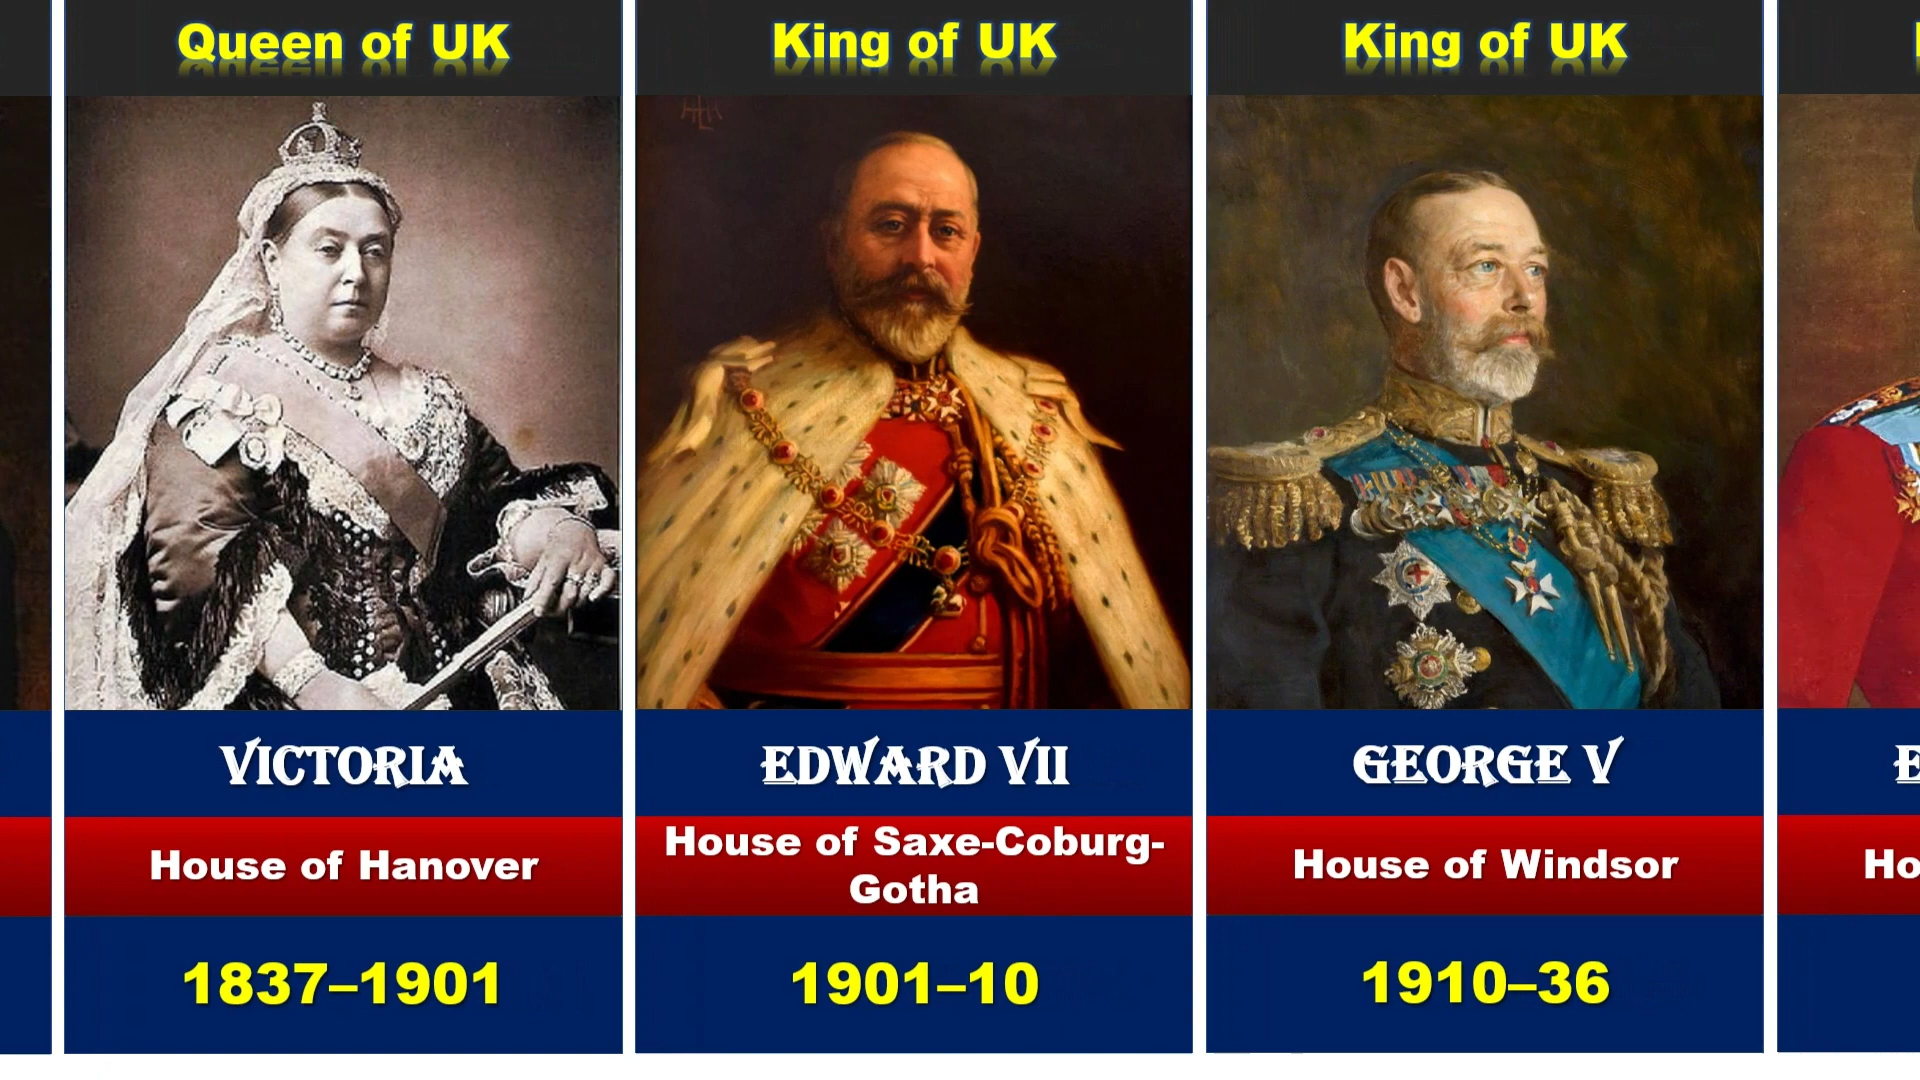 Queen of UK
VICTORIA
House of Hanover
1837–1901
King of UK
EDWARD VII
House of Saxe-Coburg-
Gotha
1901–10
King of UK
GEORGE V
House of Windsor
1910–36
E
Ho